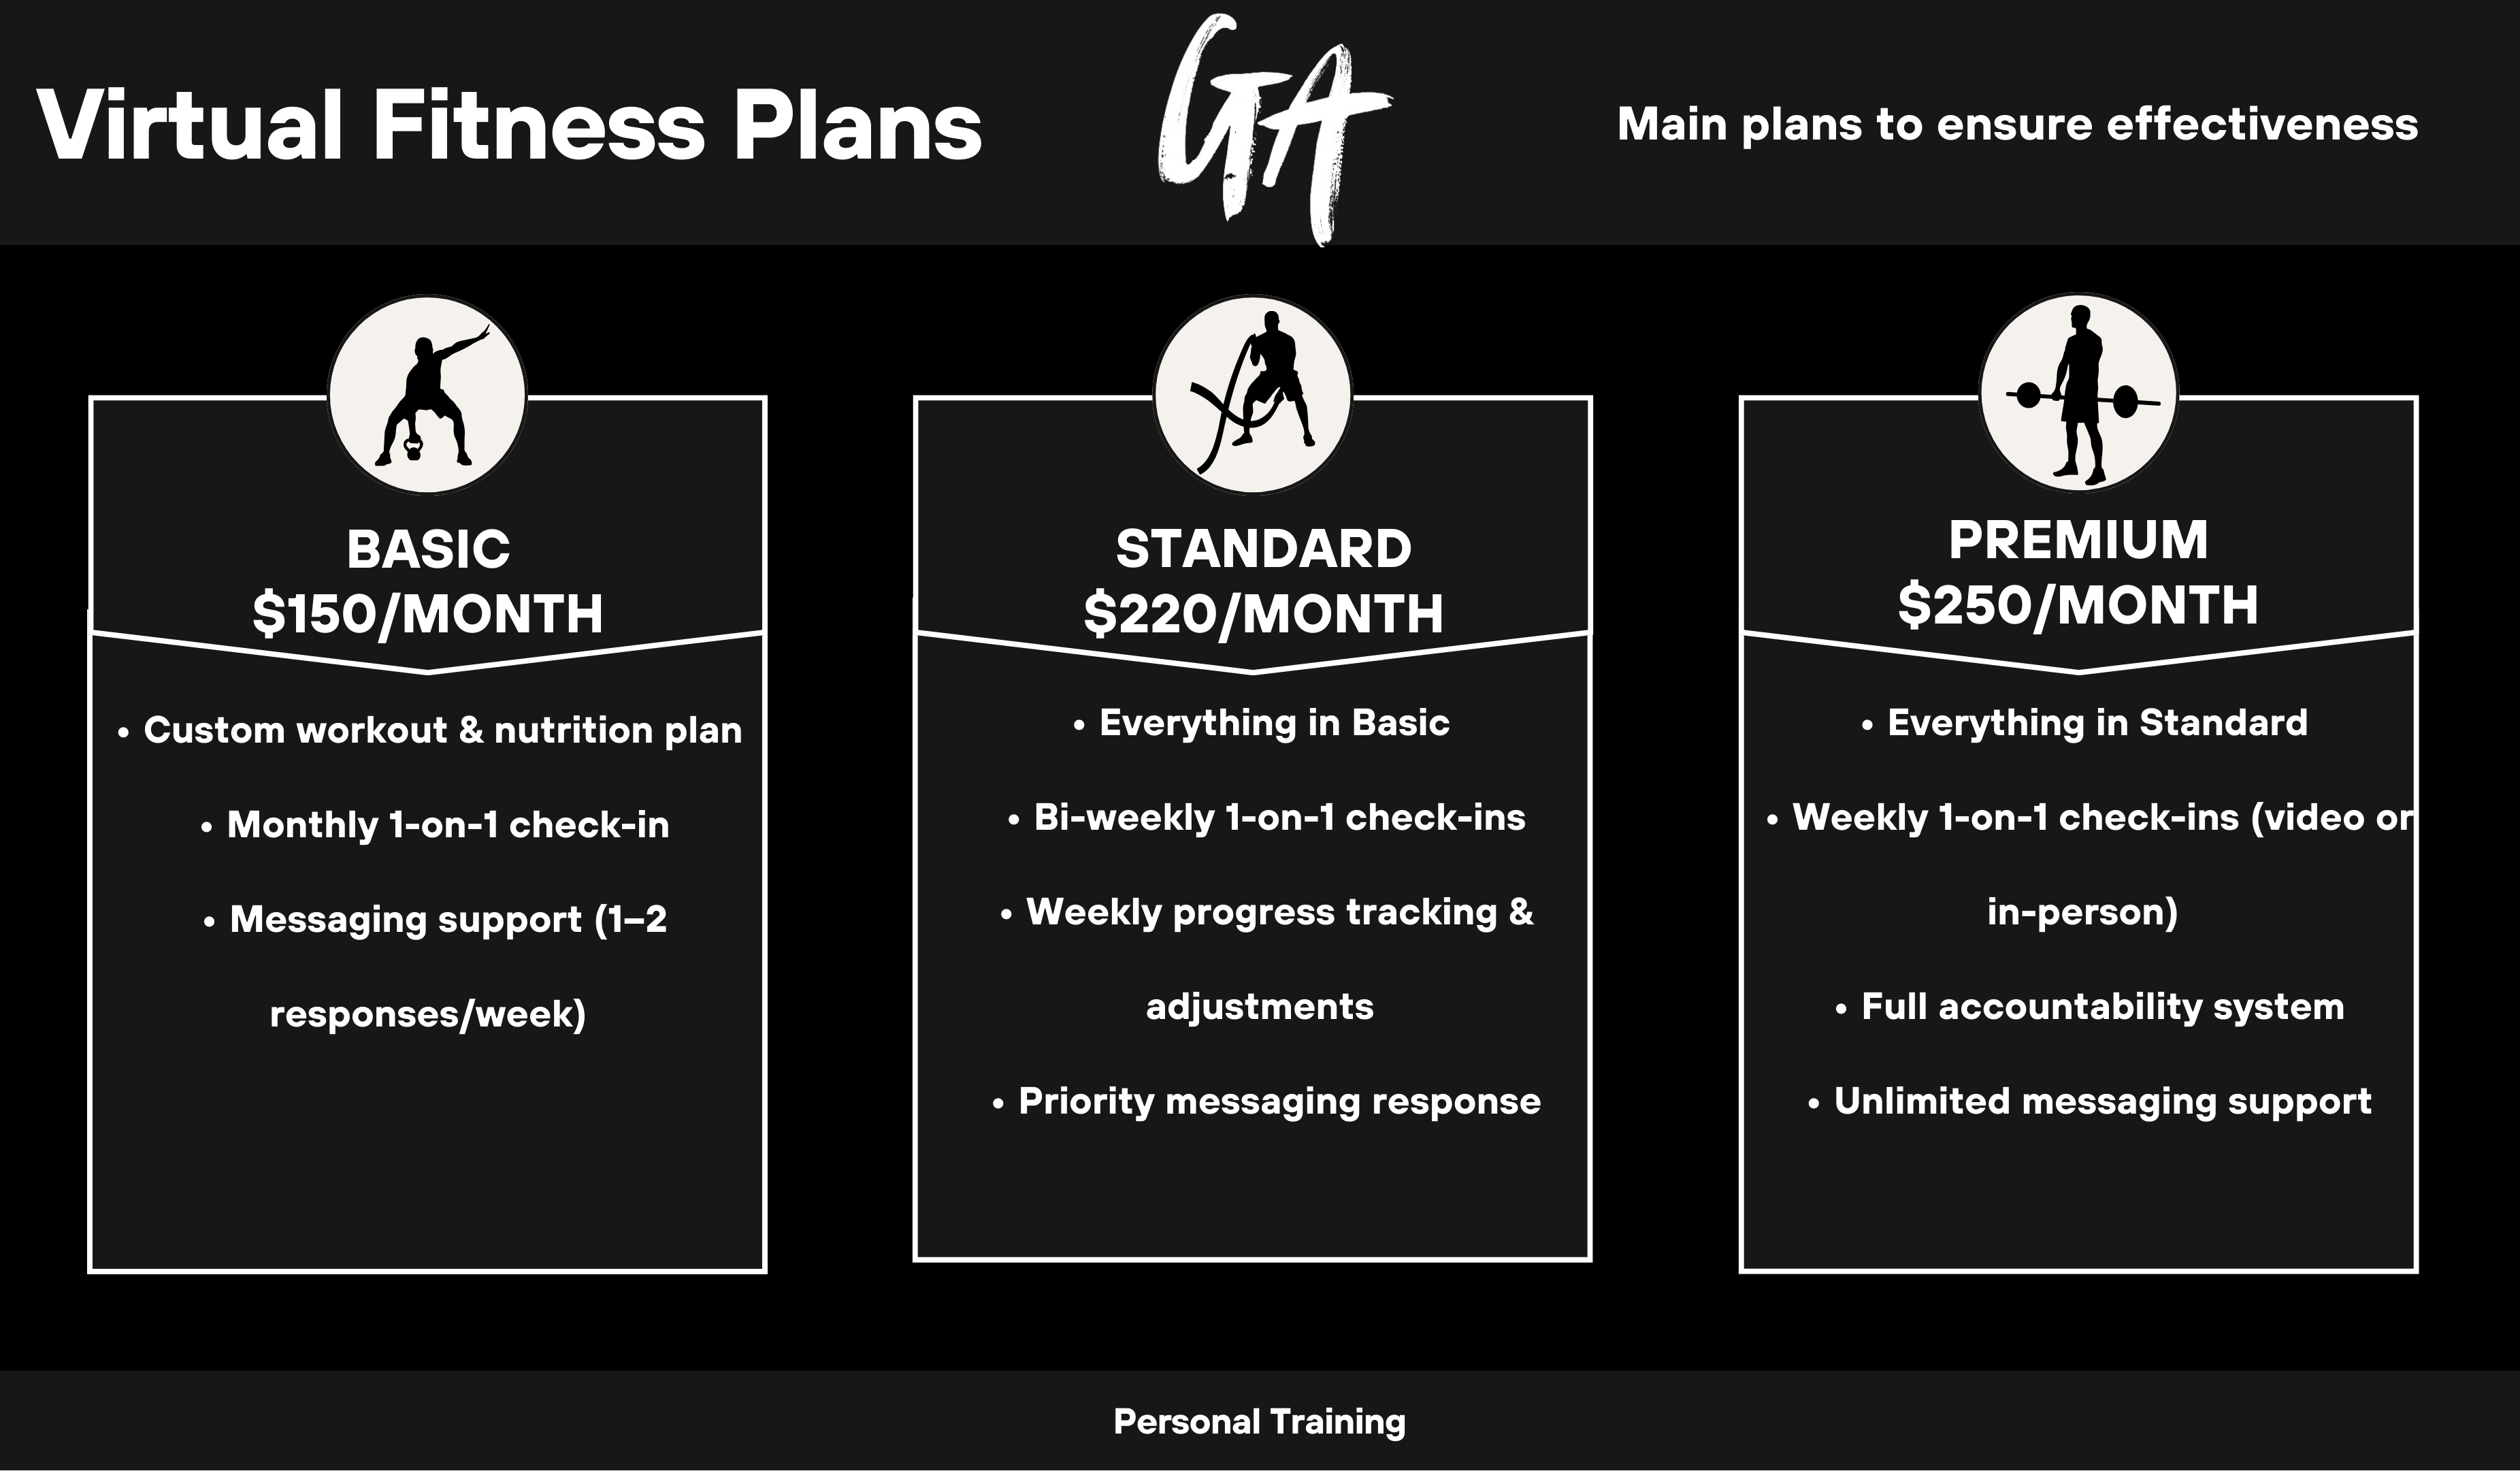 Virtual Fitness Plans
GA
Main plans to ensure effectiveness
BASIC
$150/MONTH
• Custom workout & nutrition plan
• Monthly 1-on-1 check-in
• Messaging support (1–2
responses/week)
STANDARD
$220/MONTH
• Everything in Basic
• Bi-weekly 1-on-1 check-ins
• Weekly progress tracking &
adjustments
• Priority messaging response
PREMIUM
$250/MONTH
• Everything in Standard
• Weekly 1-on-1 check-ins (video or
in-person)
• Full accountability system
• Unlimited messaging support
Personal Training